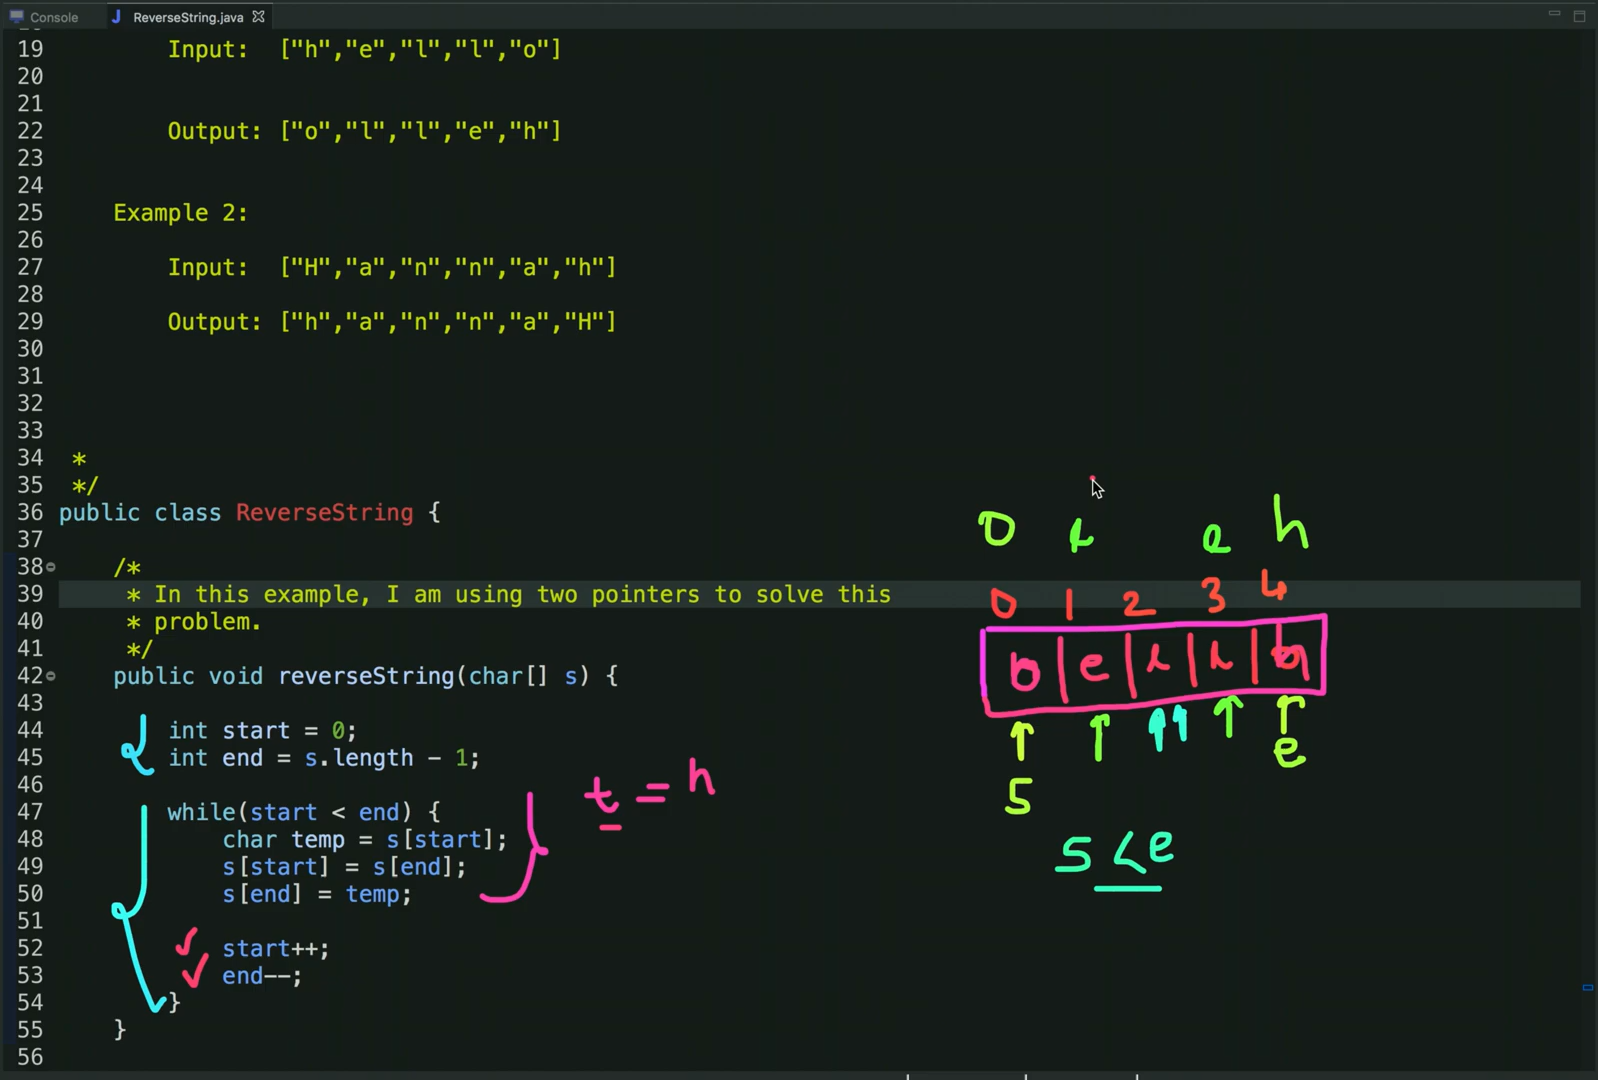 Console
ReverseString.java
19 Input: ["h","e","l","l","o"]
20
21
22 Output: ["o","l","l","e","h"]
23
24
25 Example 2:
26
27 Input: ["H","a","n","n","a","h"]
28
29 Output: ["h","a","n","n","a","H"]
30
31
32
33
34 *
35 */
36 public class ReverseString {
37
38 /*
39 * In this example, I am using two pointers to solve this
40 * problem.
41 */
42 public void reverseString(char[] s) {
43
44 int start = 0;
45 int end = s.length - 1;
46
47 while(start < end) {
48 char temp = s[start];
49 s[start] = s[end];
50 s[end] = temp;
51
52 start++;
53 end--;
54 }
55 }
56
t = h
o l e h
0 1 2 3 4
e l l h
s e
s < e